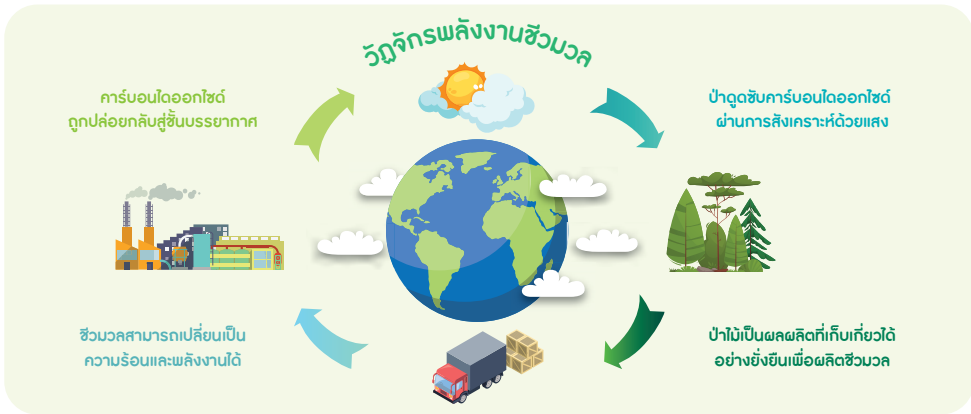 วัฏจักรพลังงานชีวมวล
คาร์บอนไดออกไซด์
ถูกปล่อยกลับสู่ชั้นบรรยากาศ
ป่าดูดซับคาร์บอนไดออกไซด์
ผ่านการสังเคราะห์ด้วยแสง
ชีวมวลสามารถเปลี่ยนเป็น
ความร้อนและพลังงานได้
ป่าไม้เป็นผลผลิตที่เก็บเกี่ยวได้
อย่างยั่งยืนเพื่อผลิตชีวมวล